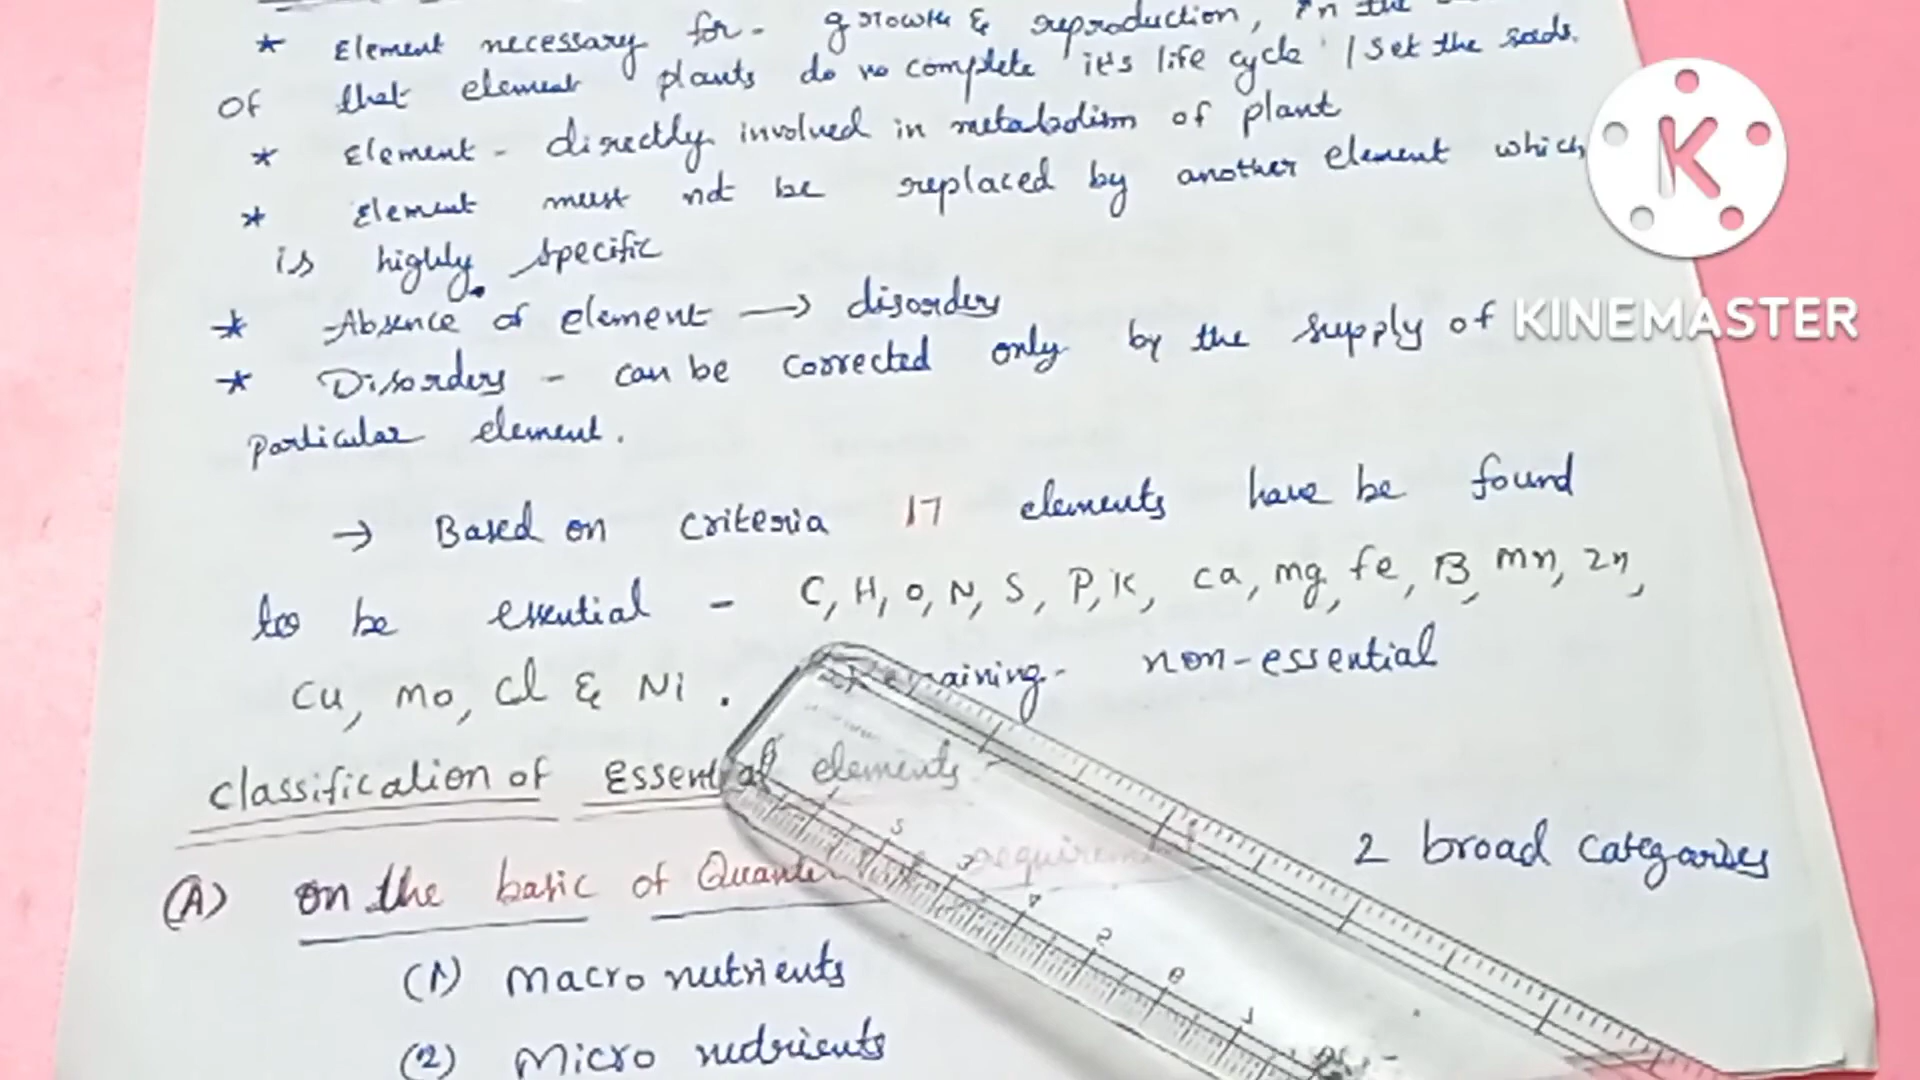 * Element necessary for - growth & reproduction, in the
of that element plants do no complete it's life cycle / set the seeds.
* Element - directly involved in metabolism of plant
* Element must not be replaced by another element which
is highly specific
* Absence of element → disorders
* Disorders - can be corrected only by the supply of
particular element.
→ Based on criteria 17 elements have be found
to be essential - C, H, O, N, S, P, K, Ca, mg, fe, B, mn, zn,
Cu, mo, Cl & Ni. Remaining - non-essential
Classification of Essential elements -
(A) on the basic of requirement 2 broad categories
(1) Macro nutrients
(2) Micro nutrients
K
KINEMASTER